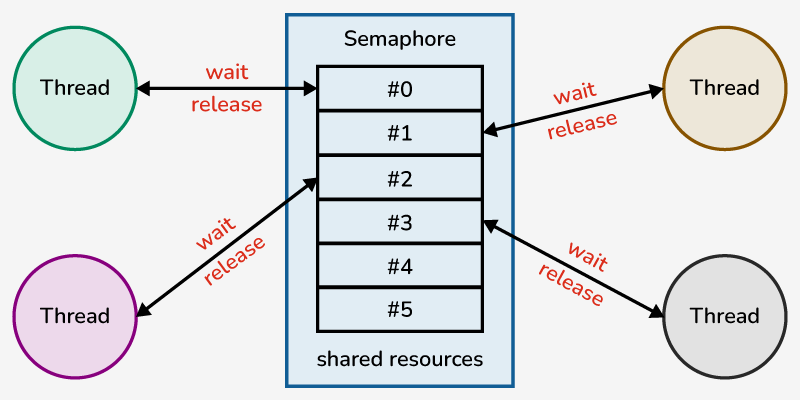 Semaphore
Thread
wait
release
#0
wait
release
Thread
#1
#2
wait
release
#3
wait
release
#4
Thread
#5
Thread
shared resources